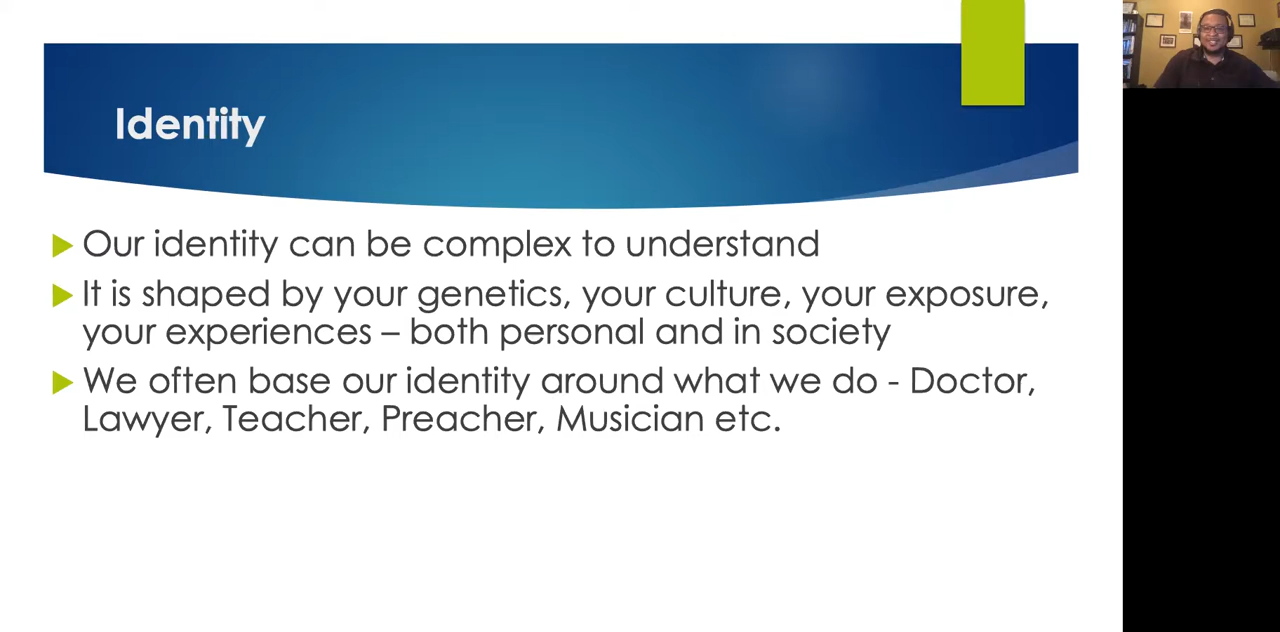 Identity
Our identity can be complex to understand
It is shaped by your genetics, your culture, your exposure,
your experiences – both personal and in society
We often base our identity around what we do - Doctor,
Lawyer, Teacher, Preacher, Musician etc.